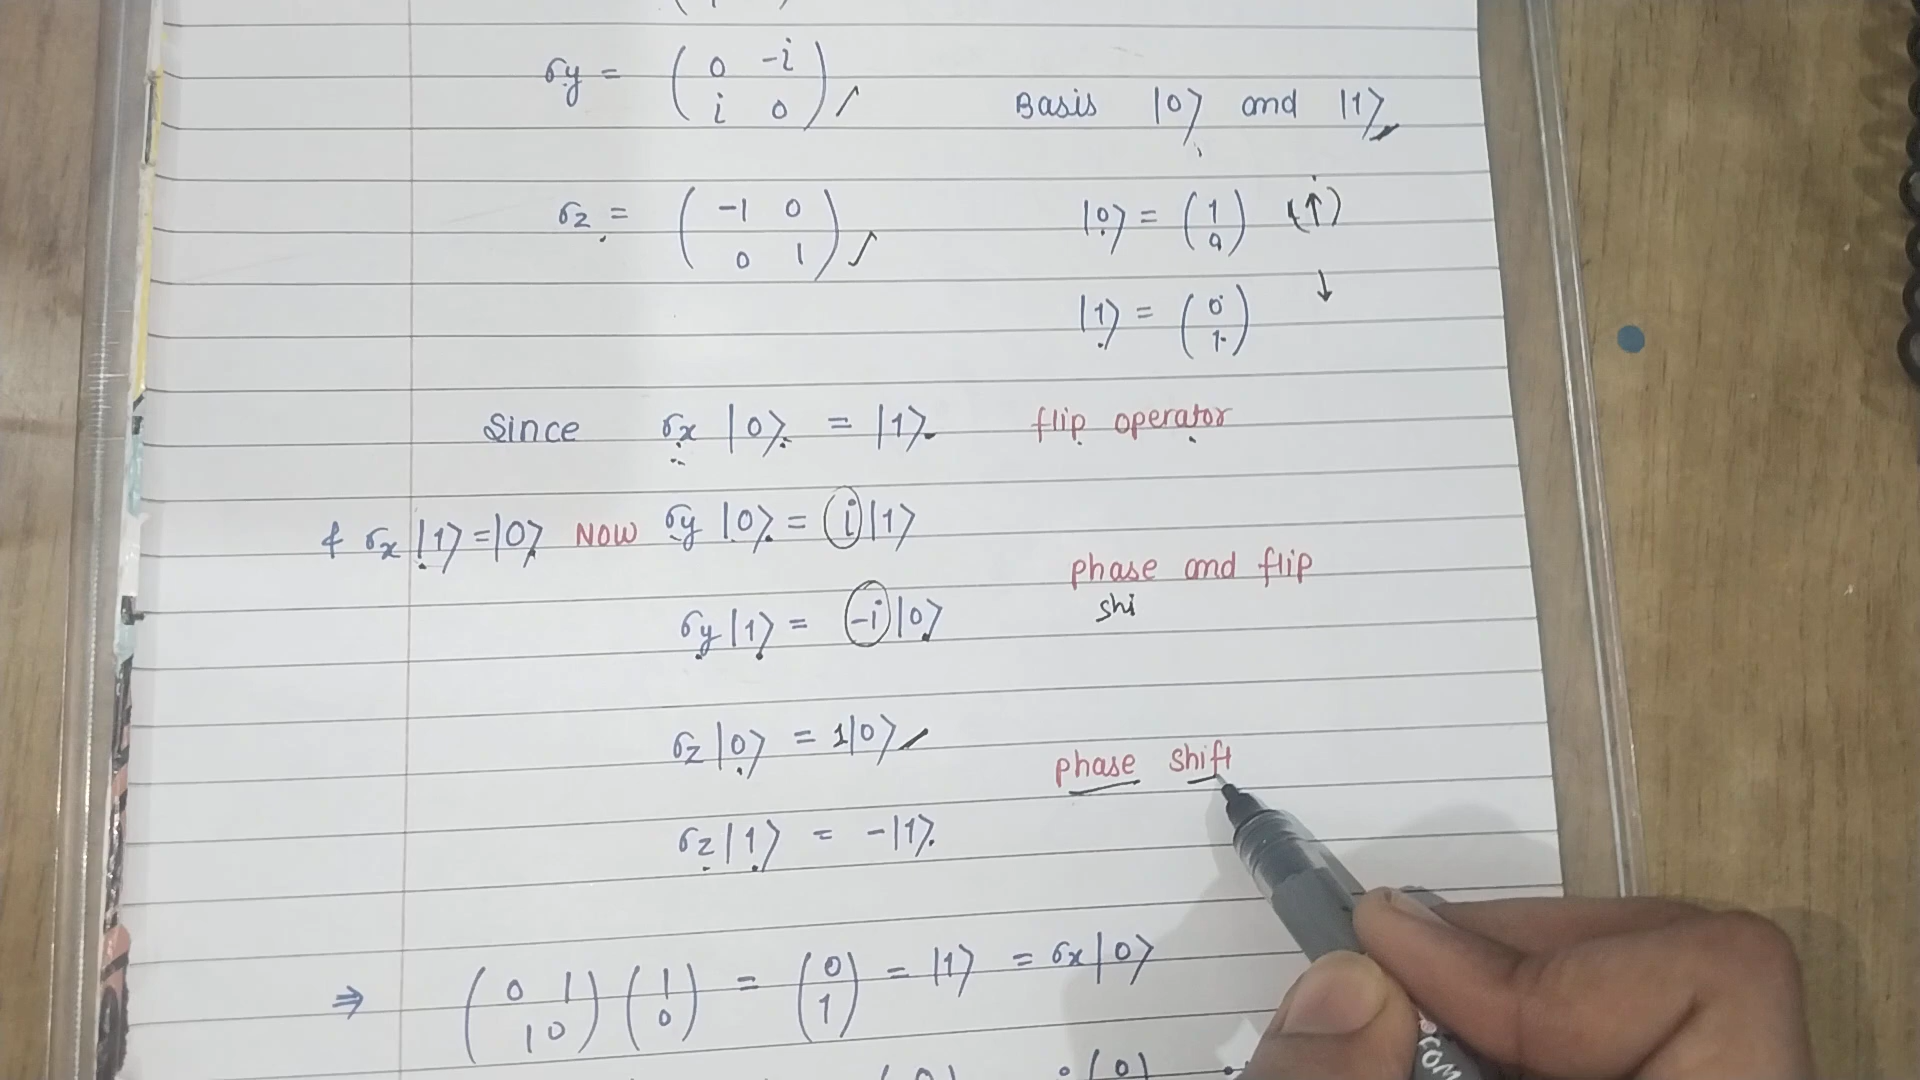 σy = ( 0 -i
i 0 )
Basis |0⟩ and |1⟩
σz = ( -1 0
0 1 )
|0⟩ = ( 1
0 ) (↑)
|1⟩ = ( 0
1 ) ↓
Since σx |0⟩ = |1⟩ flip operator
& σx |1⟩ = |0⟩ NOW σy |0⟩ = i |1⟩
phase and flip
shi
σy |1⟩ = -i |0⟩
σz |0⟩ = 1|0⟩
phase shift
σz |1⟩ = -|1⟩
⇒ ( 0 1
1 0 ) ( 1
0 ) = ( 0
1 ) = |1⟩ = σx |0⟩